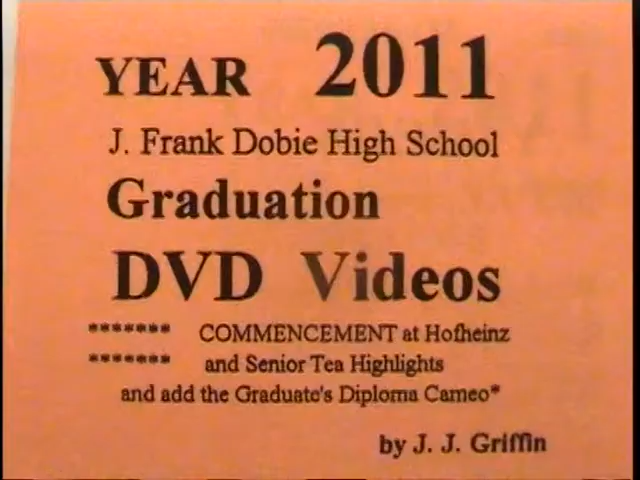 YEAR 2011
J. Frank Dobie High School
Graduation
DVD Videos
******* COMMENCEMENT at Hofheinz
******* and Senior Tea Highlights
and add the Graduate's Diploma Cameo*
by J. J. Griffin